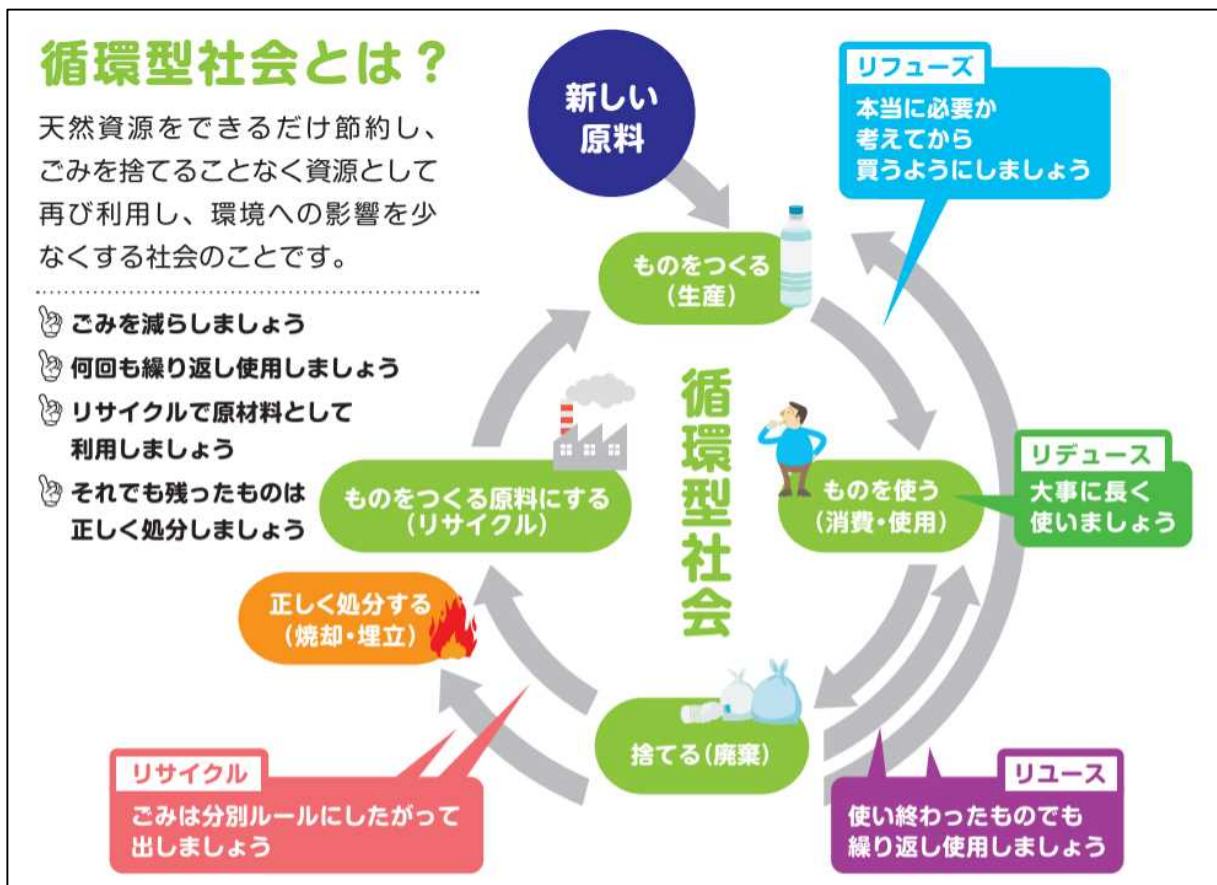 循環型社会とは？
天然資源をできるだけ節約し、
ごみを捨てることなく資源として
再び利用し、環境への影響を少
なくする社会のことです。
ごみを減らしましょう
何回も繰り返し使用しましょう
リサイクルで原材料として
利用しましょう
それでも残ったものは
正しく処分しましょう
新しい
原料
リフューズ
本当に必要か
考えてから
買うようにしましょう
ものをつくる
（生産）
循環型社会
ものを使う
（消費・使用）
リデュース
大事に長く
使いましょう
ものをつくる原料にする
（リサイクル）
正しく処分する
（焼却・埋立）
捨てる（廃棄）
リサイクル
ごみは分別ルールにしたがって
出しましょう
リユース
使い終わったものでも
繰り返し使用しましょう